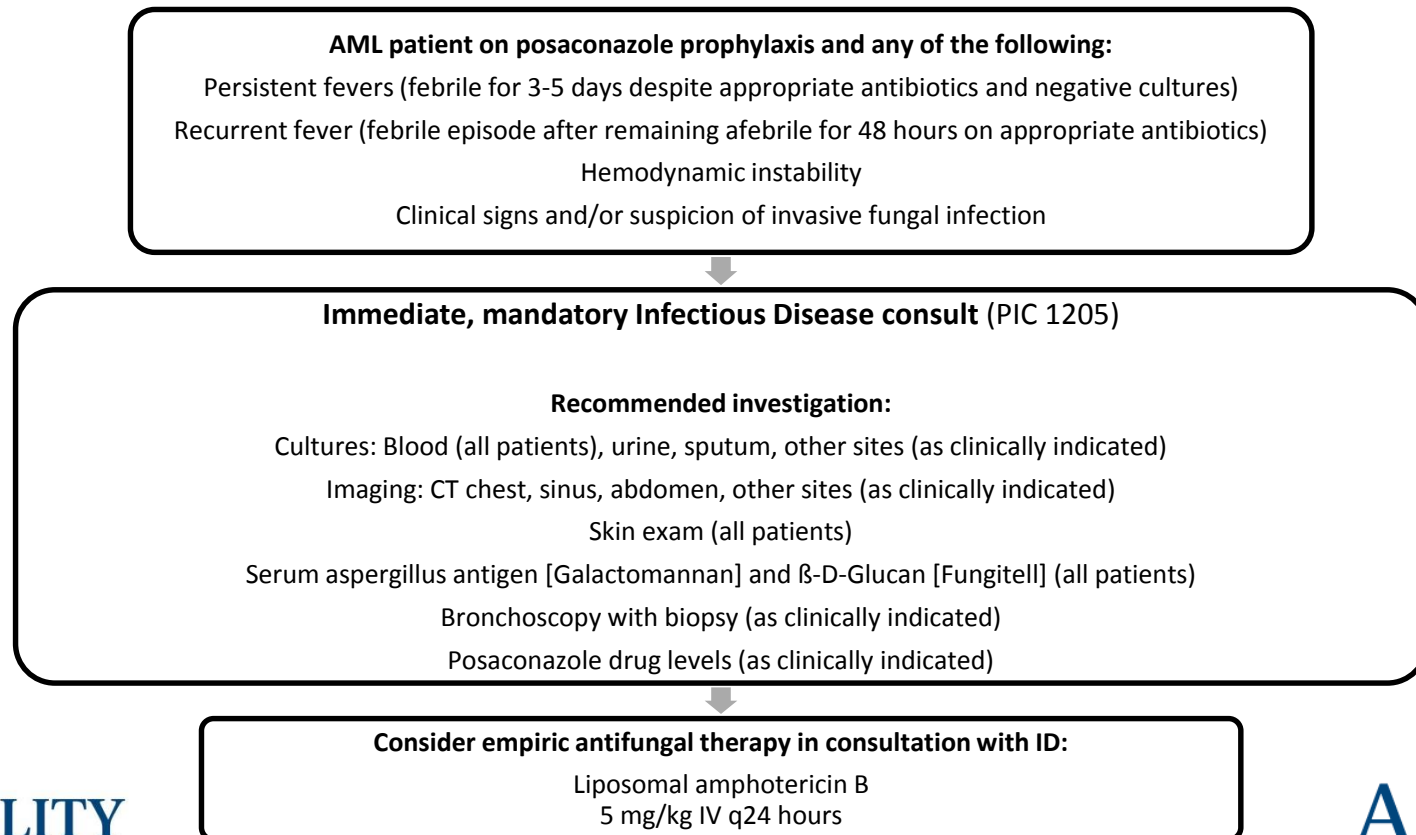 AML patient on posaconazole prophylaxis and any of the following:
Persistent fevers (febrile for 3-5 days despite appropriate antibiotics and negative cultures)
Recurrent fever (febrile episode after remaining afebrile for 48 hours on appropriate antibiotics)
Hemodynamic instability
Clinical signs and/or suspicion of invasive fungal infection
Immediate, mandatory Infectious Disease consult (PIC 1205)
Recommended investigation:
Cultures: Blood (all patients), urine, sputum, other sites (as clinically indicated)
Imaging: CT chest, sinus, abdomen, other sites (as clinically indicated)
Skin exam (all patients)
Serum aspergillus antigen [Galactomannan] and ß-D-Glucan [Fungitell] (all patients)
Bronchoscopy with biopsy (as clinically indicated)
Posaconazole drug levels (as clinically indicated)
Consider empiric antifungal therapy in consultation with ID:
Liposomal amphotericin B
5 mg/kg IV q24 hours
LITY
A